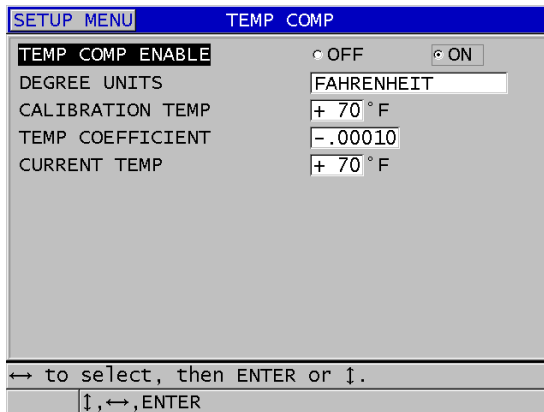 SETUP MENU TEMP COMP
TEMP COMP ENABLE OFF ON
DEGREE UNITS FAHRENHEIT
CALIBRATION TEMP + 70 °F
TEMP COEFFICIENT -.00010
CURRENT TEMP + 70 °F
↔ to select, then ENTER or ↕.
↕,↔,ENTER